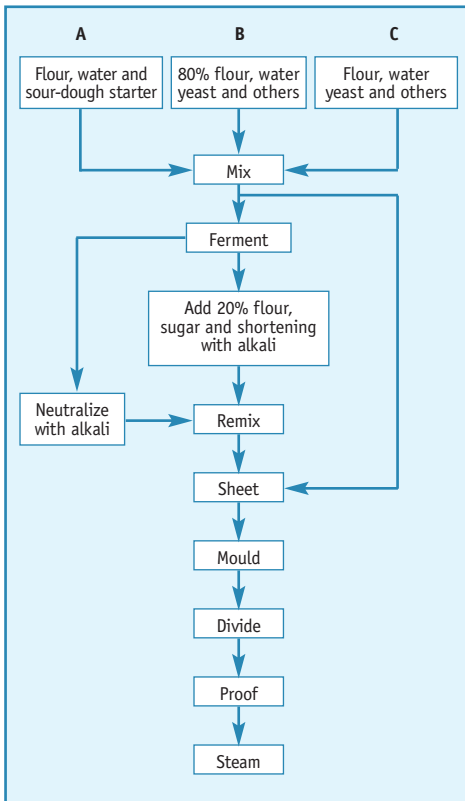 A
B
C
Flour, water and
sour-dough starter
80% flour, water
yeast and others
Flour, water
yeast and others
Mix
Ferment
Add 20% flour,
sugar and shortening
with alkali
Neutralize
with alkali
Remix
Sheet
Mould
Divide
Proof
Steam